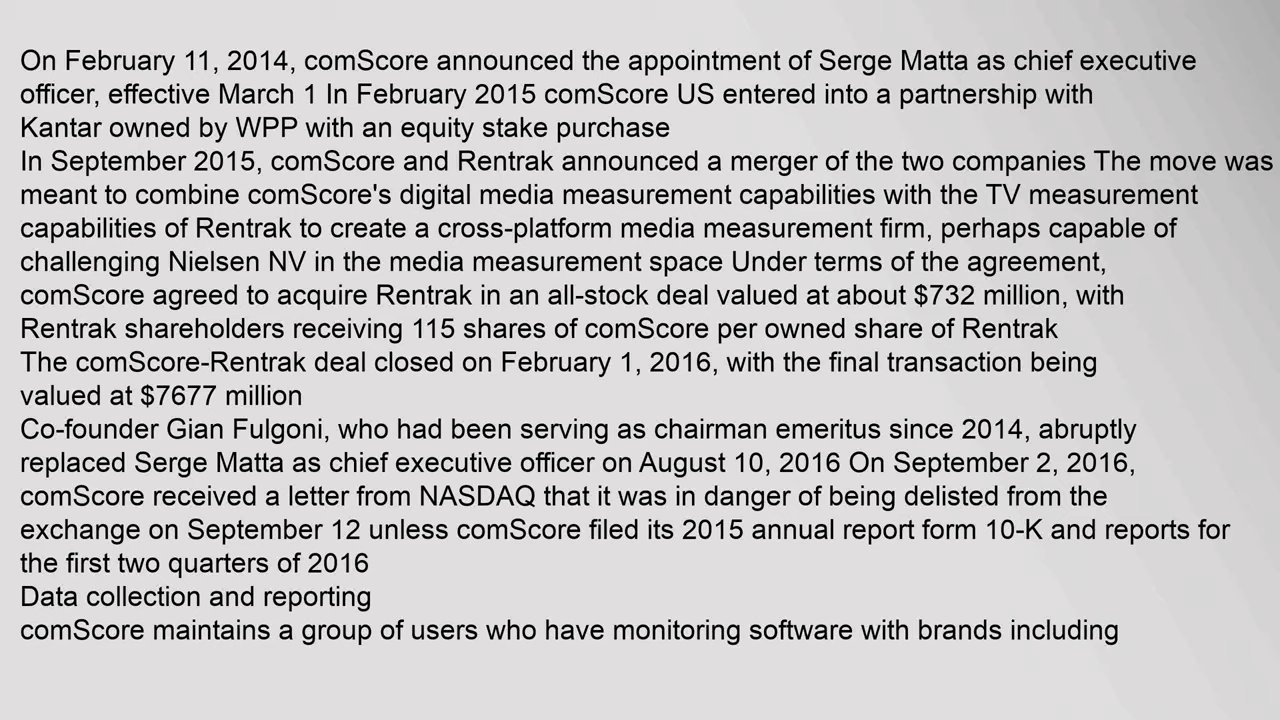 On February 11, 2014, comScore announced the appointment of Serge Matta as chief executive
officer, effective March 1 In February 2015 comScore US entered into a partnership with
Kantar owned by WPP with an equity stake purchase
In September 2015, comScore and Rentrak announced a merger of the two companies The move was
meant to combine comScore's digital media measurement capabilities with the TV measurement
capabilities of Rentrak to create a cross-platform media measurement firm, perhaps capable of
challenging Nielsen NV in the media measurement space Under terms of the agreement,
comScore agreed to acquire Rentrak in an all-stock deal valued at about $732 million, with
Rentrak shareholders receiving 115 shares of comScore per owned share of Rentrak
The comScore-Rentrak deal closed on February 1, 2016, with the final transaction being
valued at $7677 million
Co-founder Gian Fulgoni, who had been serving as chairman emeritus since 2014, abruptly
replaced Serge Matta as chief executive officer on August 10, 2016 On September 2, 2016,
comScore received a letter from NASDAQ that it was in danger of being delisted from the
exchange on September 12 unless comScore filed its 2015 annual report form 10-K and reports for
the first two quarters of 2016
Data collection and reporting
comScore maintains a group of users who have monitoring software with brands including